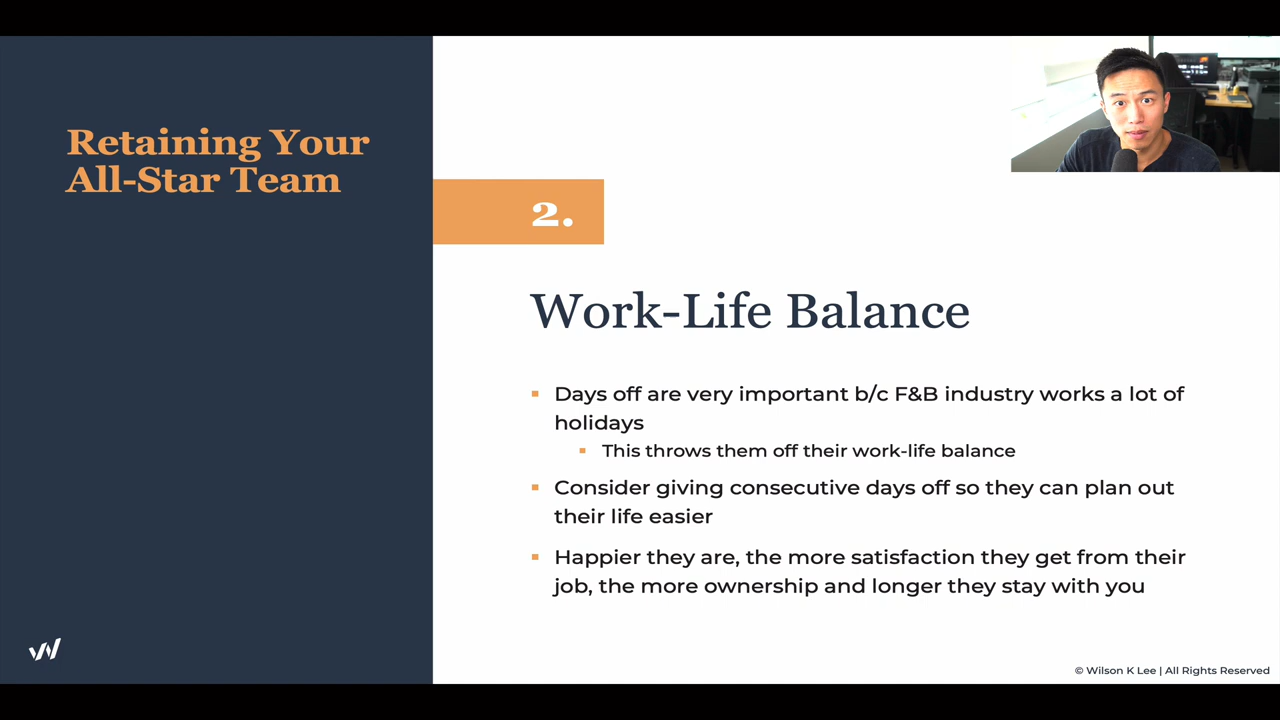 Retaining Your
All-Star Team
2.
Work-Life Balance
Days off are very important b/c F&B industry works a lot of
holidays
This throws them off their work-life balance
Consider giving consecutive days off so they can plan out
their life easier
Happier they are, the more satisfaction they get from their
job, the more ownership and longer they stay with you
© Wilson K Lee | All Rights Reserved